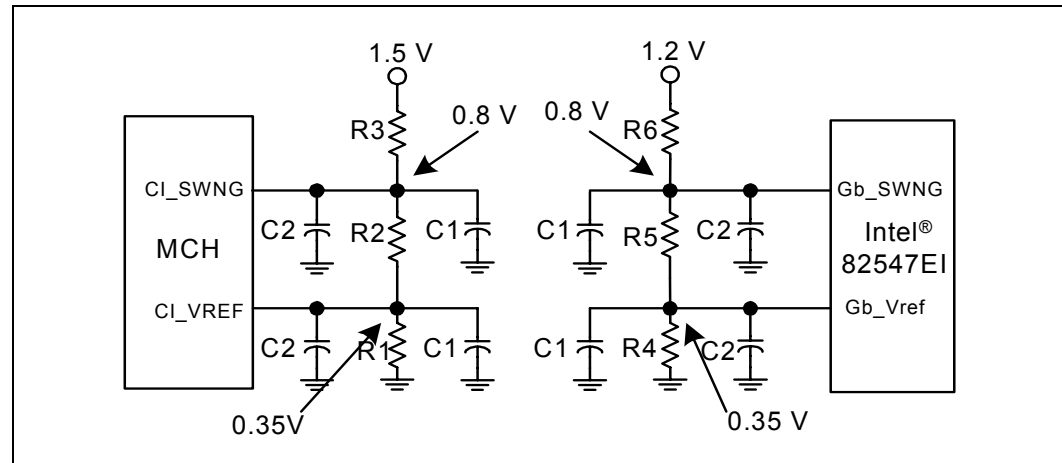 1.5 V
1.2 V
0.8 V
0.8 V
R3
R6
CI_SWNG
Gb_SWNG
C2
R2
C1
C1
R5
C2
MCH
Intel®
82547EI
CI_VREF
Gb_Vref
C2
R1
C1
C1
R4
C2
0.35V
0.35 V